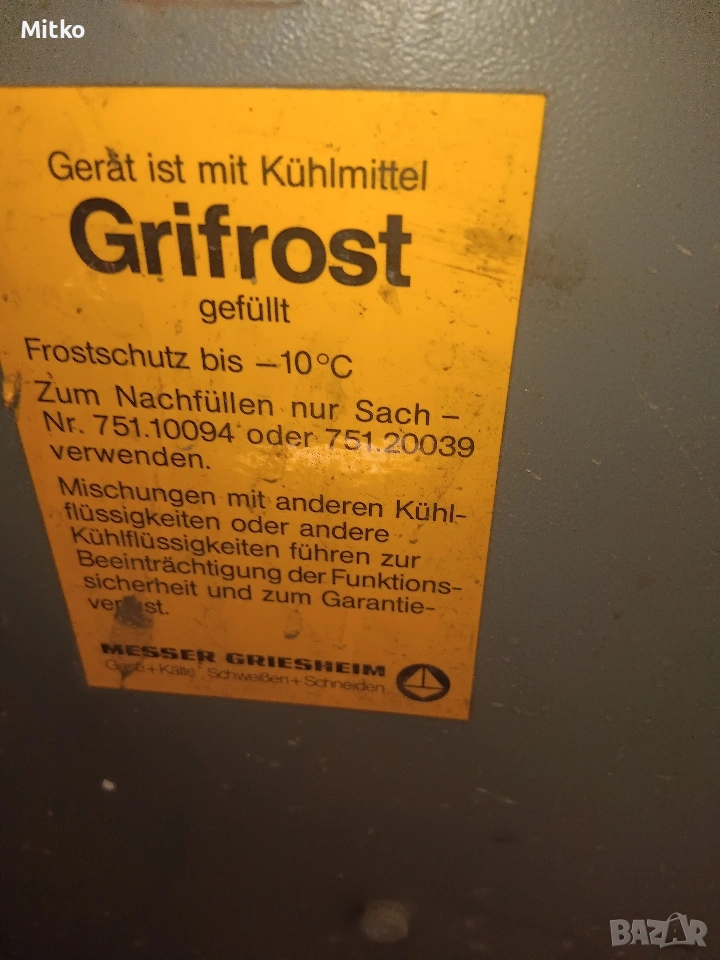 Mitko
Gerät ist mit Kühlmittel
Grifrost
gefüllt
Frostschutz bis –10°C
Zum Nachfüllen nur Sach –
Nr. 751.10094 oder 751.20039
verwenden.
Mischungen mit anderen Kühl-
flüssigkeiten oder andere
Kühlflüssigkeiten führen zur
Beeinträchtigung der Funktions-
sicherheit und zum Garantie-
verlust.
MESSER GRIESHEIM
Gase+Kälte Schweißen+Schneiden
BAZAR